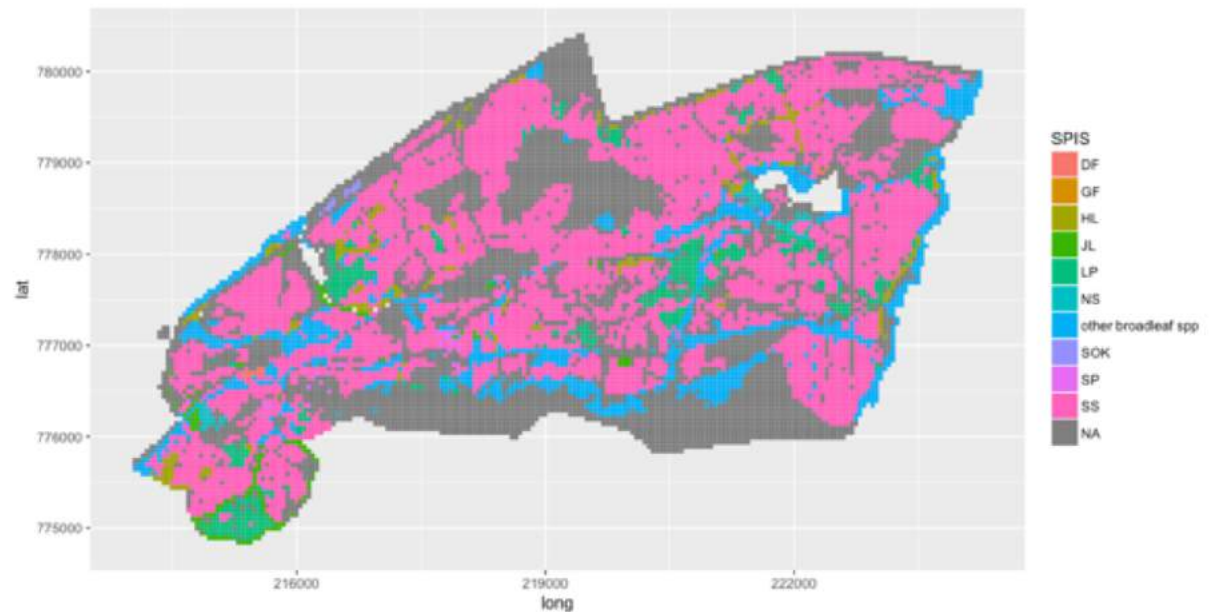 780000
779000
778000
777000
776000
775000
lat
216000
219000
222000
long
SPIS
DF
GF
HL
JL
LP
NS
other broadleaf spp
SOK
SP
SS
NA